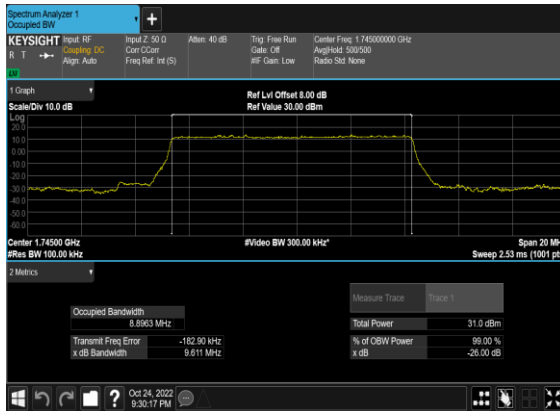 Spectrum Analyzer 1
Occupied BW
KEYSIGHT
R T
Input: RF
Coupling: DC
Align: Auto
Input Z: 50 Ω
Corr CCorr
Freq Ref: Int (S)
Atten: 40 dB
Trig: Free Run
Gate: Off
#IF Gain: Low
Center Freq: 1.745000000 GHz
Avg|Hold: 500/500
Radio Std: None
1 Graph
Scale/Div 10.0 dB
Ref Lvl Offset 8.00 dB
Ref Value 30.00 dBm
Log
20.0
10.0
0.00
-10.0
-20.0
-30.0
-40.0
-50.0
-60.0
Center 1.74500 GHz
#Res BW 100.00 kHz
#Video BW 300.00 kHz*
Span 20 MH
Sweep 2.53 ms (1001 pt
2 Metrics
Measure Trace Trace 1
Occupied Bandwidth
8.8963 MHz
Total Power 31.0 dBm
Transmit Freq Error -182.90 kHz
% of OBW Power 99.00 %
x dB Bandwidth 9.611 MHz
x dB -26.00 dB
Oct 24, 2022
9:30:17 PM